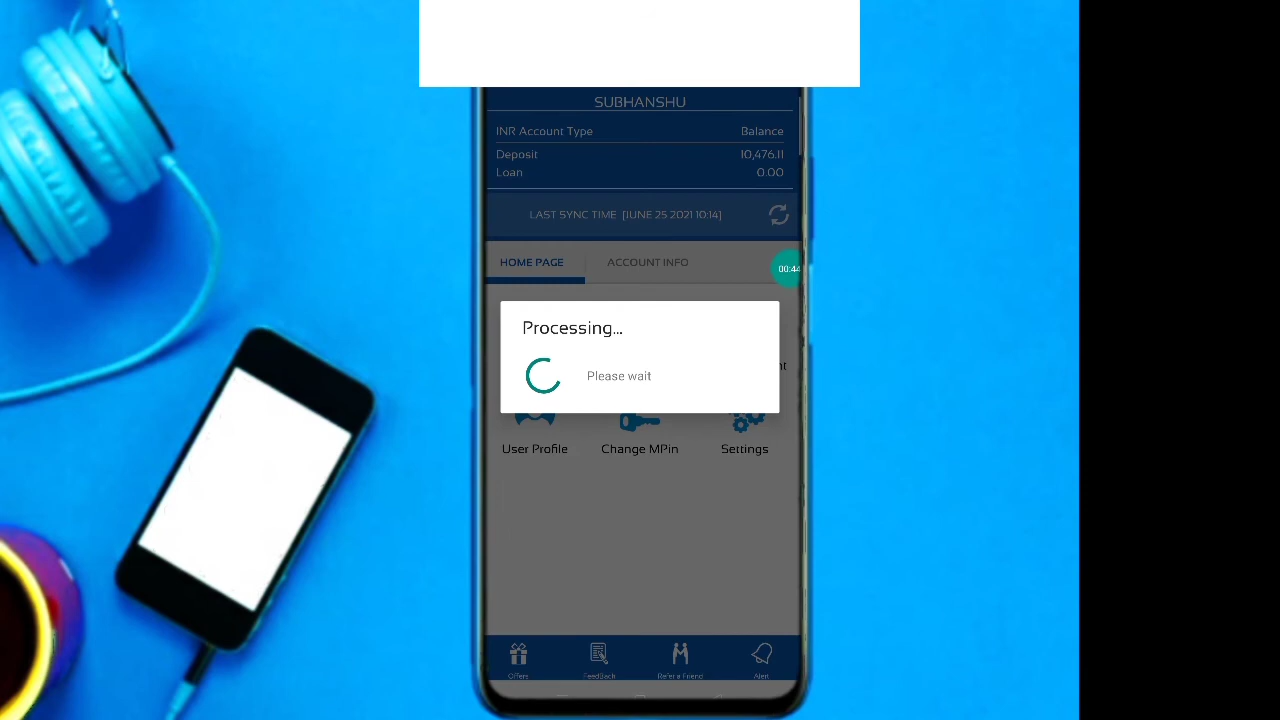 SUBHANSHU
INR Account Type Balance
Deposit 10,476.11
Loan 0.00
LAST SYNC TIME [JUNE 25 2021 10:14]
HOME PAGE ACCOUNT INFO
00:44
Processing...
Please wait
nt
User Profile Change MPin Settings
Offers FeedBack Refer a Friend Alert